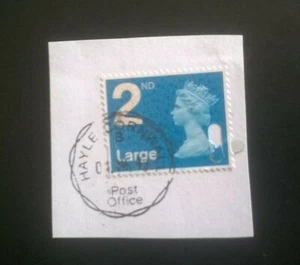 2ND
Large
HAYLE
B
Post
Office